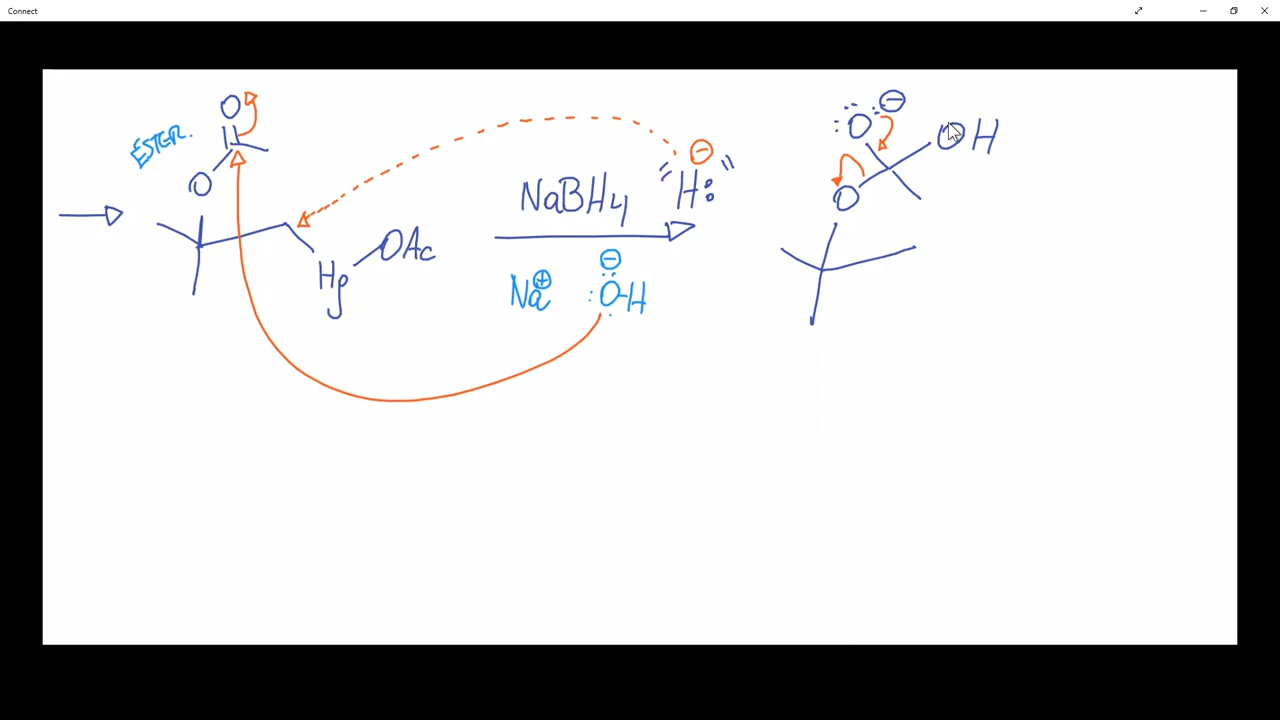 Connect
ESTER.
O
O
Hg OAc
NaBH4
"H:"
Na⊕ ⊖:Ö-H
:Ö:⊖
OH
O